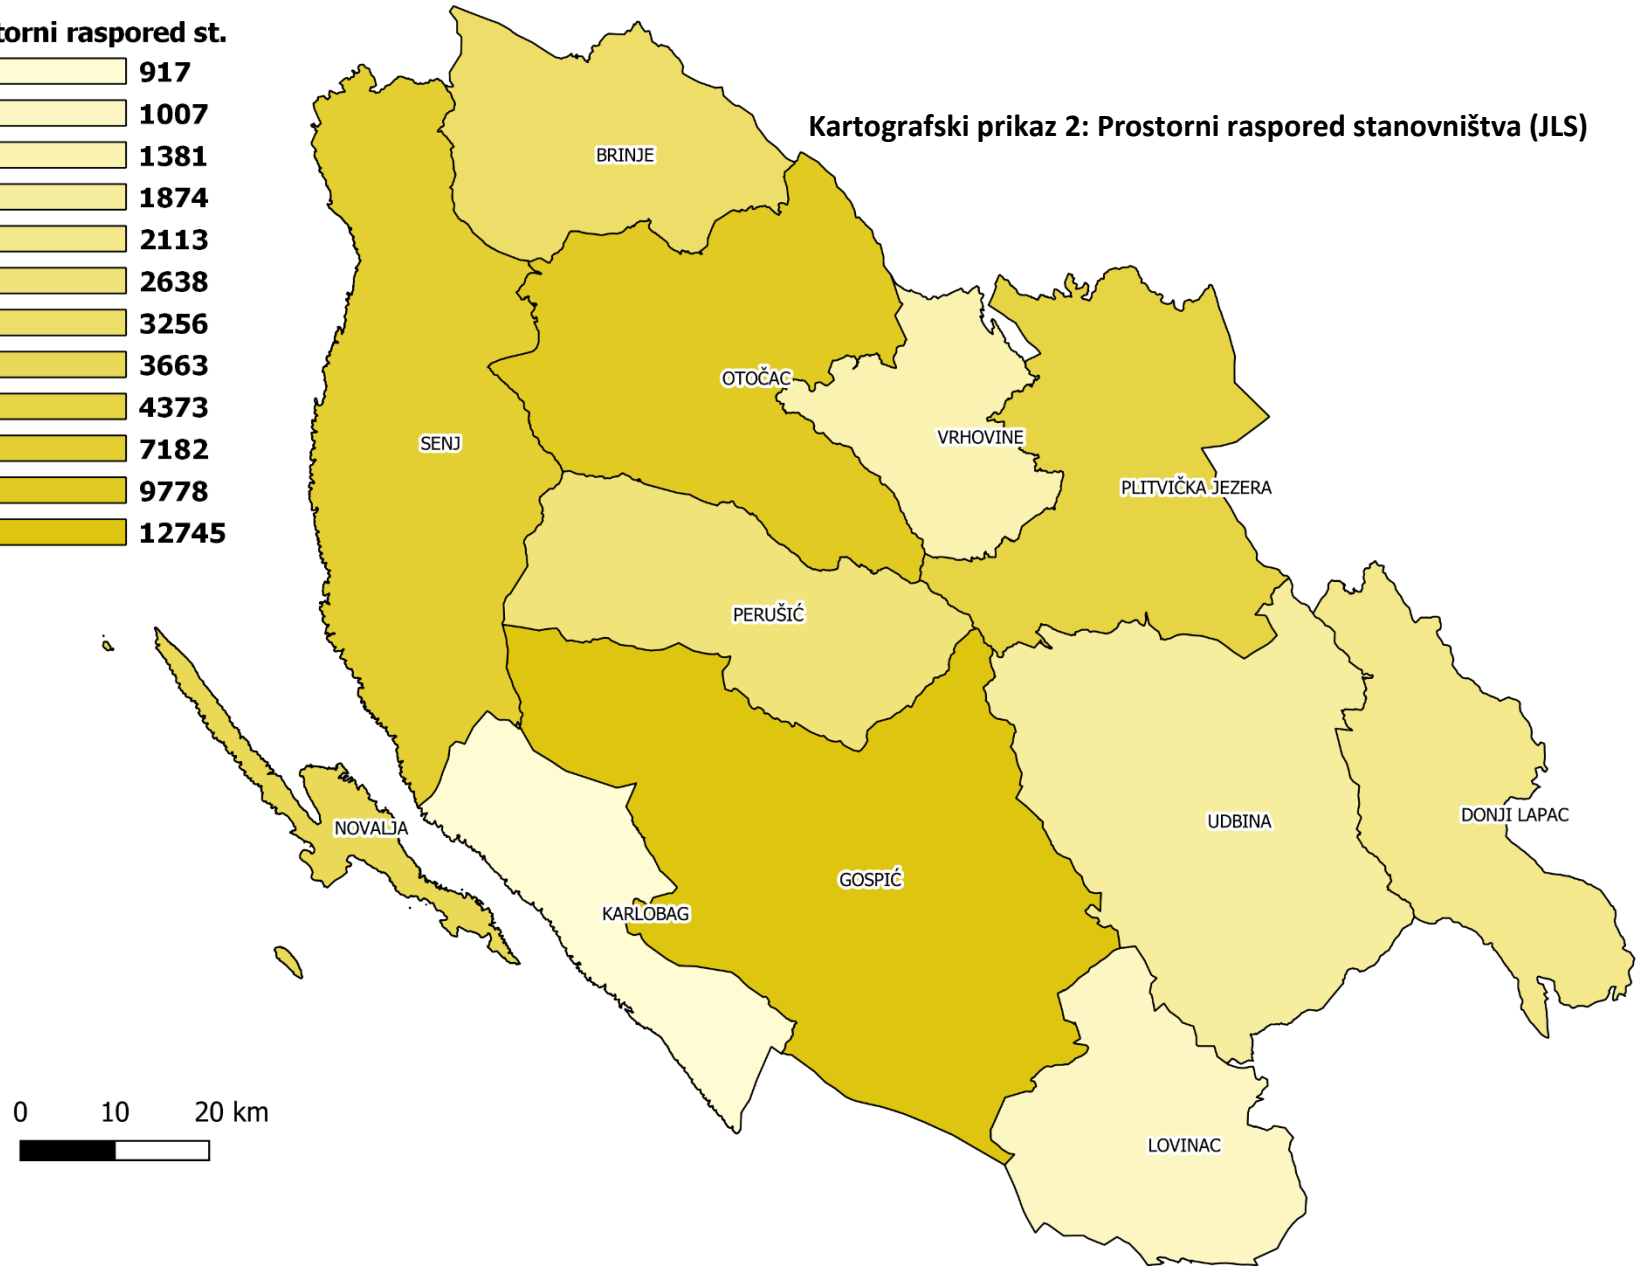 torni raspored st.
917
1007
1381
1874
2113
2638
3256
3663
4373
7182
9778
12745
Kartografski prikaz 2: Prostorni raspored stanovništva (JLS)
BRINJE
OTOČAC
VRHOVINE
SENJ
PLITVIČKA JEZERA
PERUŠIĆ
NOVALJA
UDBINA
DONJI LAPAC
GOSPIĆ
KARLOBAG
LOVINAC
0 10 20 km